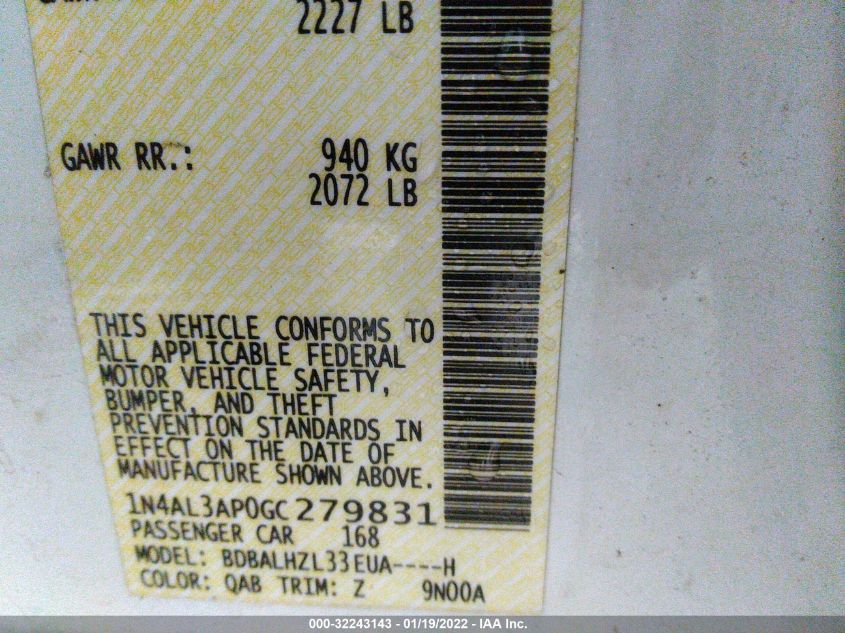 2227 LB
GAWR RR.: 940 KG
2072 LB
THIS VEHICLE CONFORMS TO
ALL APPLICABLE FEDERAL
MOTOR VEHICLE SAFETY,
BUMPER, AND THEFT
PREVENTION STANDARDS IN
EFFECT ON THE DATE OF
MANUFACTURE SHOWN ABOVE.
1N4AL3AP0GC279831
PASSENGER CAR 168
MODEL: BDBALHZL33EUA----H
COLOR: QAB TRIM: Z 9N00A
000-32243143 - 01/19/2022 - IAA Inc.